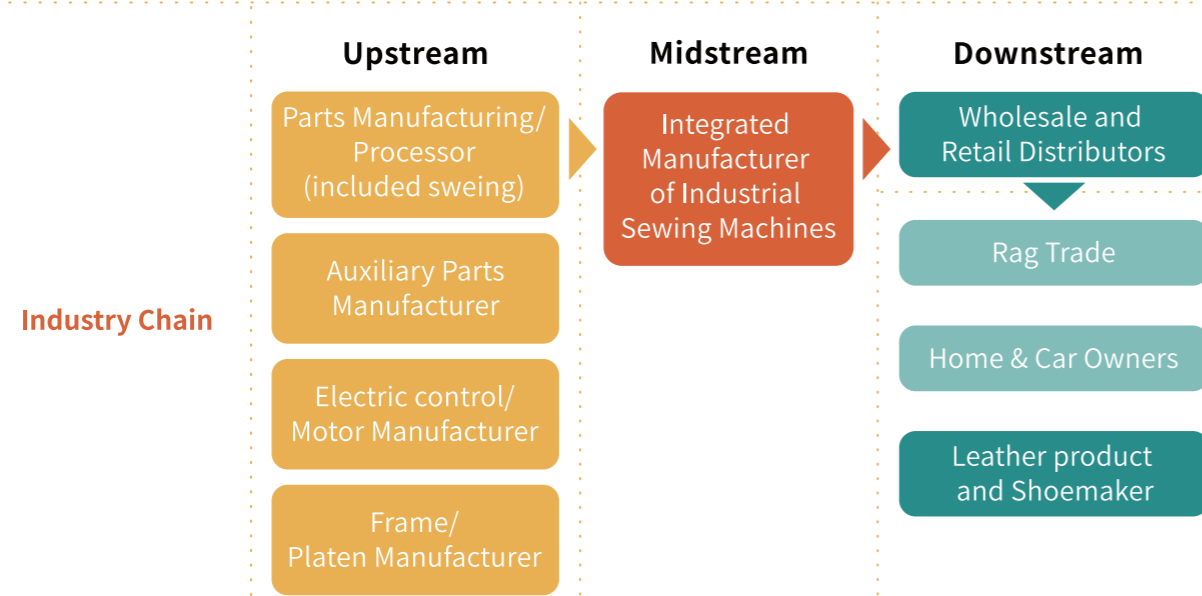 Upstream
Midstream
Downstream
Industry Chain
Parts Manufacturing/
Processor
(included sweing)
Auxiliary Parts
Manufacturer
Electric control/
Motor Manufacturer
Frame/
Platen Manufacturer
Integrated
Manufacturer
of Industrial
Sewing Machines
Wholesale and
Retail Distributors
Rag Trade
Home & Car Owners
Leather product
and Shoemaker